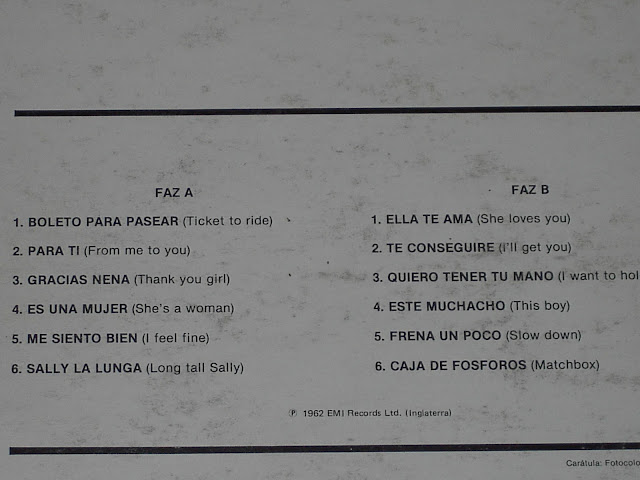 FAZ A
1. BOLETO PARA PASEAR (Ticket to ride)
2. PARA TI (From me to you)
3. GRACIAS NENA (Thank you girl)
4. ES UNA MUJER (She's a woman)
5. ME SIENTO BIEN (I feel fine)
6. SALLY LA LUNGA (Long tall Sally)
FAZ B
1. ELLA TE AMA (She loves you)
2. TE CONSEGUIRE (i'll get you)
3. QUIERO TENER TU MANO (I want to hol
4. ESTE MUCHACHO (This boy)
5. FRENA UN POCO (Slow down)
6. CAJA DE FOSFOROS (Matchbox)
Ⓟ 1962 EMI Records Ltd. (Inglaterra)
Carátula: Fotocolo